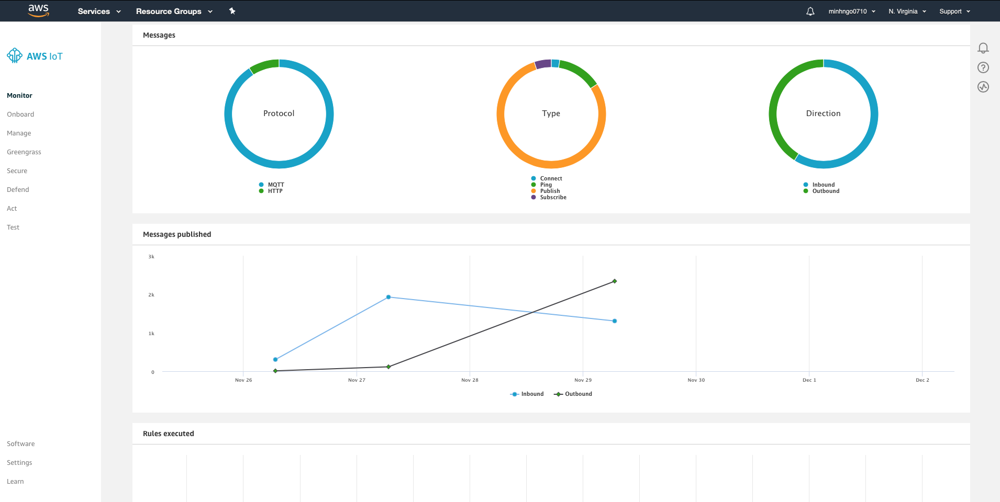 aws Services Resource Groups minhngo0710 N. Virginia Support
AWS IoT
Monitor
Onboard
Manage
Greengrass
Secure
Defend
Act
Test
Software
Settings
Learn
Messages
Protocol
MQTT
HTTP
Type
Connect
Ping
Publish
Subscribe
Direction
Inbound
Outbound
Messages published
3k
2k
1k
0
Nov 26 Nov 27 Nov 28 Nov 29 Nov 30 Dec 1 Dec 2
Inbound Outbound
Rules executed